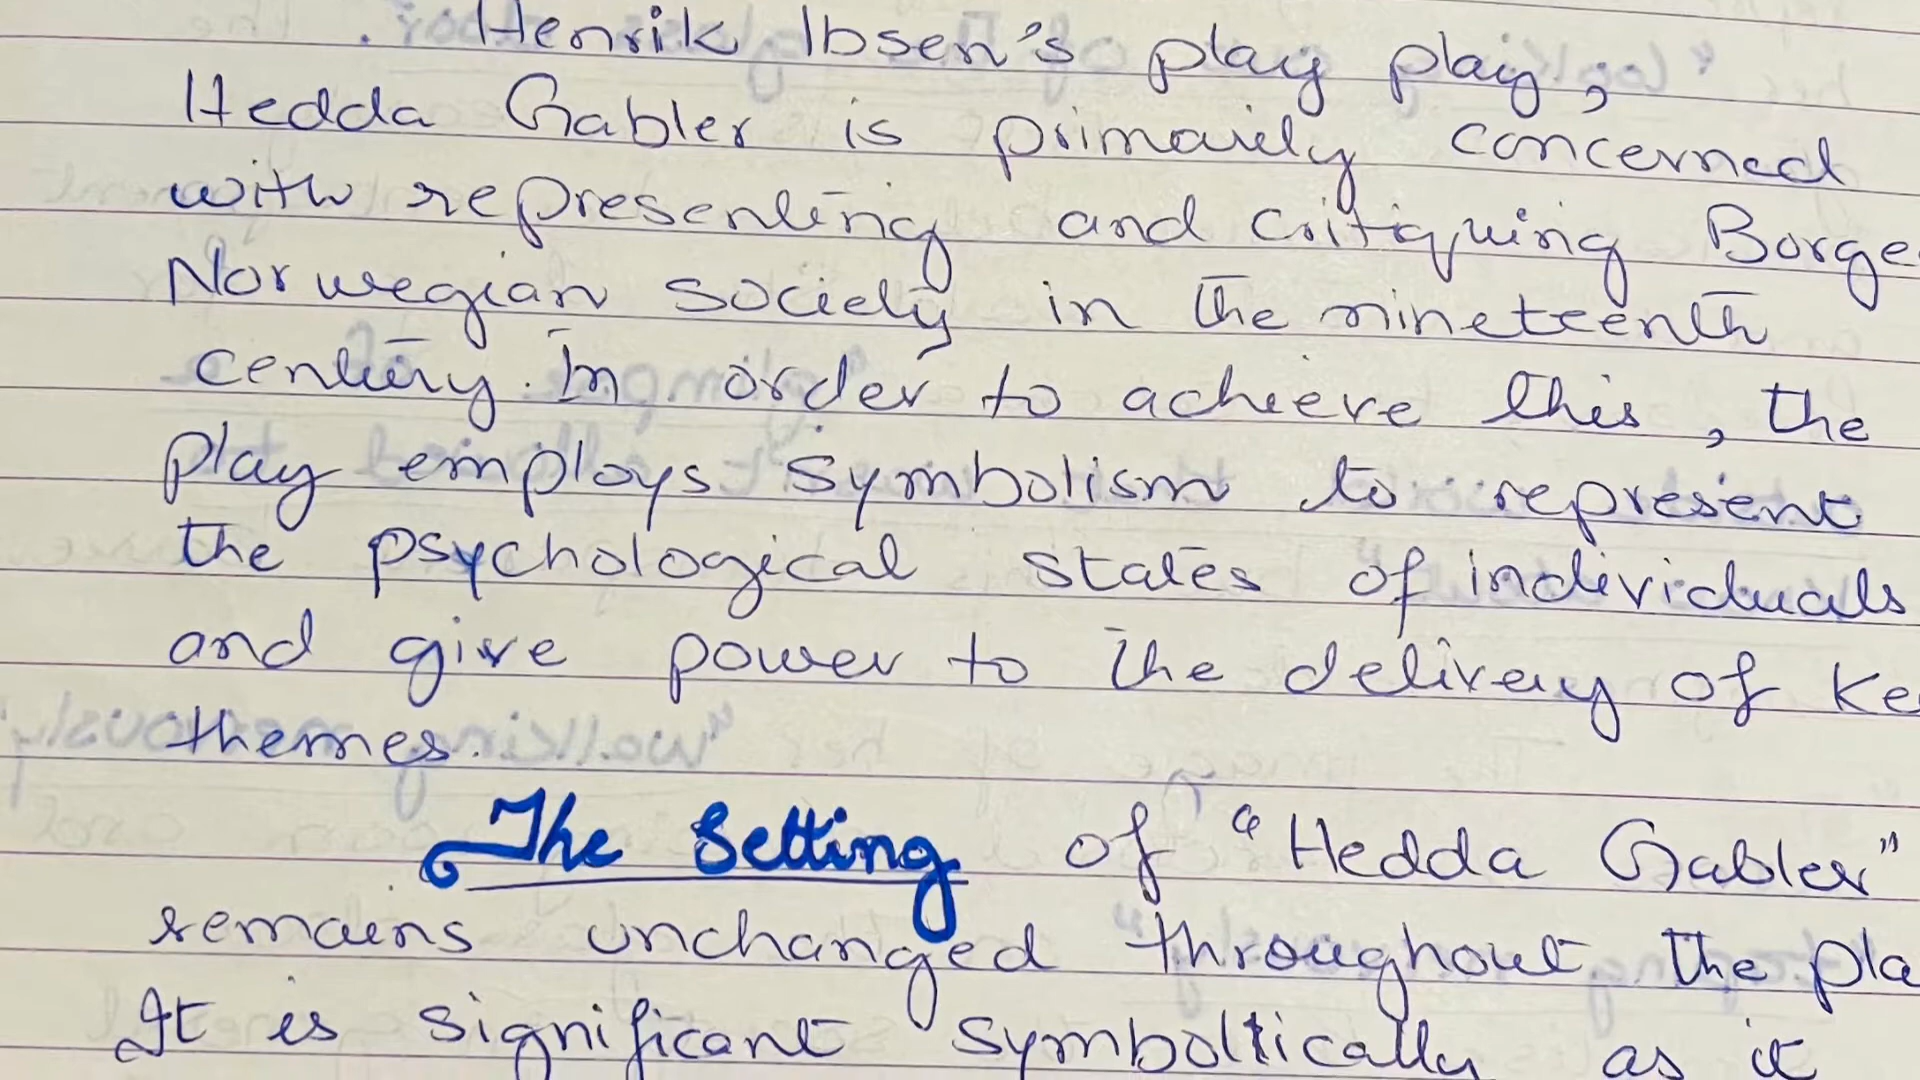 Henrik Ibsen's play play,
Hedda Gabler is primarily concerned
with representing and critiquing Borge
Norwegian society in the nineteenth
century. In order to achieve this, the
play employs symbolism to represent
the psychological states of individuals
and give power to the delivery of Ke
themes.
The Setting of "Hedda Gabler"
remains unchanged throughout the pla
It is significant symboltically as it